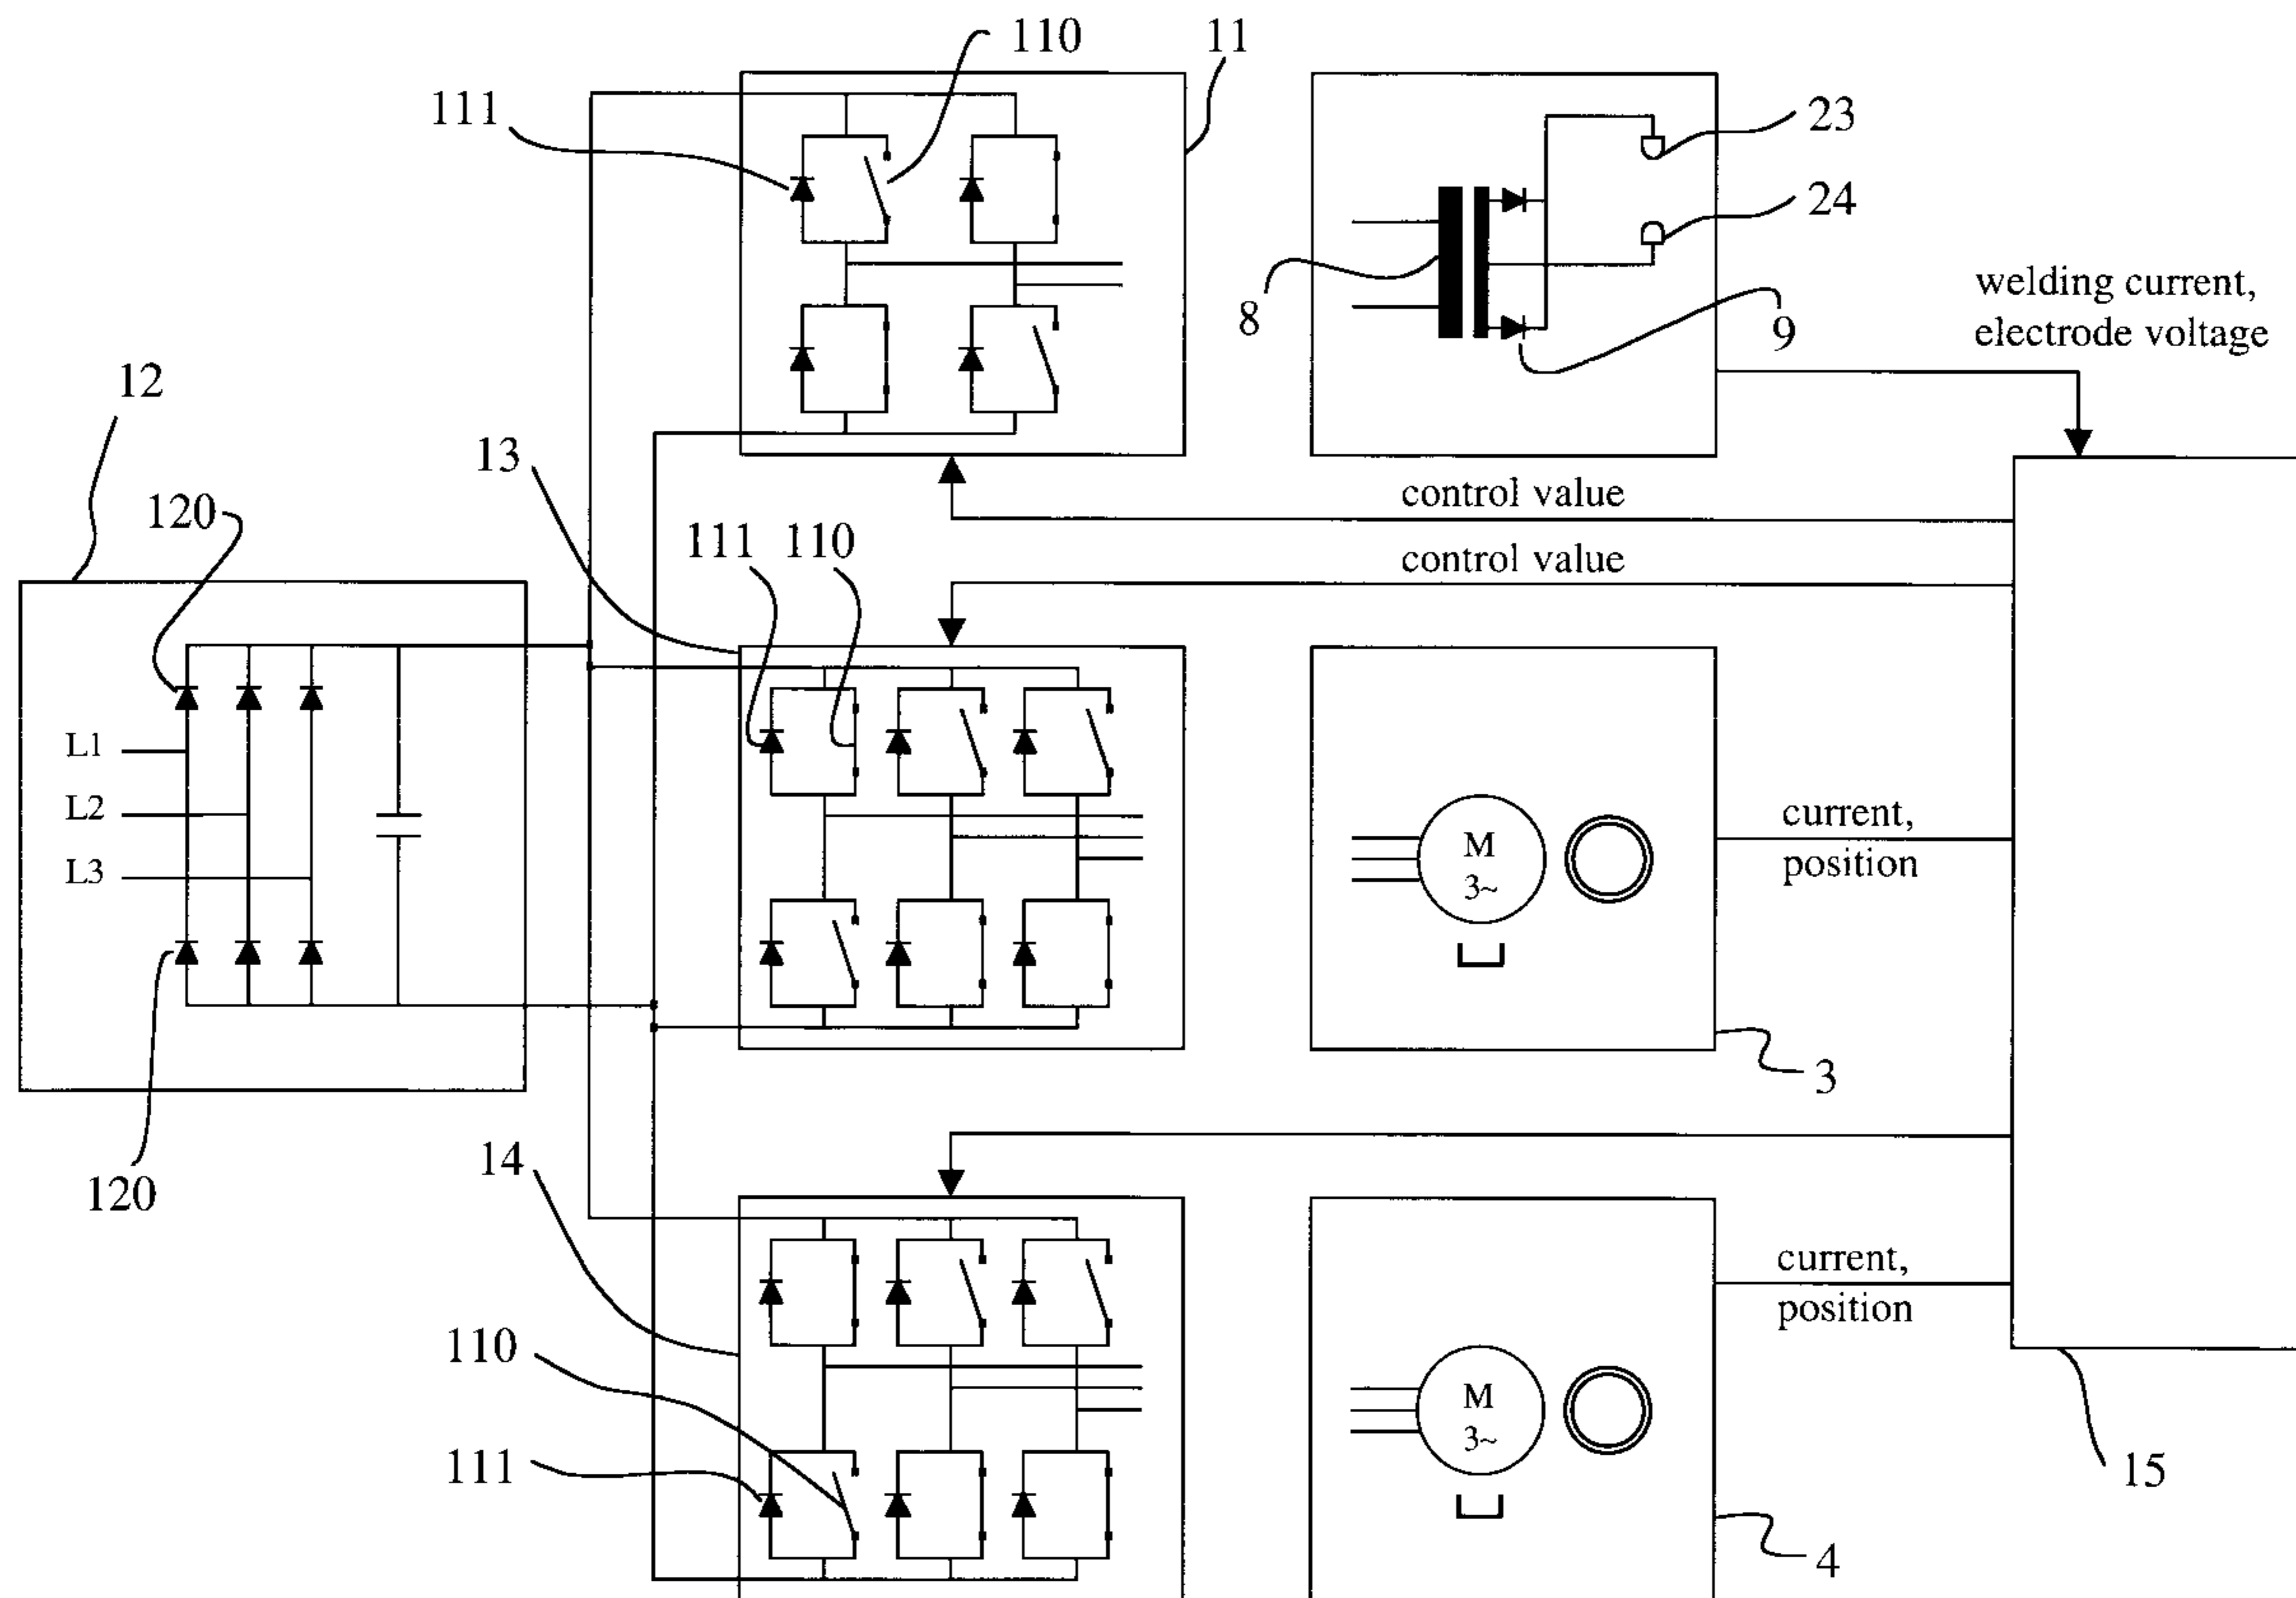 110
11
111
23
24
8
9
welding current,
electrode voltage
12
13
control value
120
111 110
control value
L1
L2
L3
M
3~
current,
position
3
120
14
current,
position
110
M
3~
111
15
4